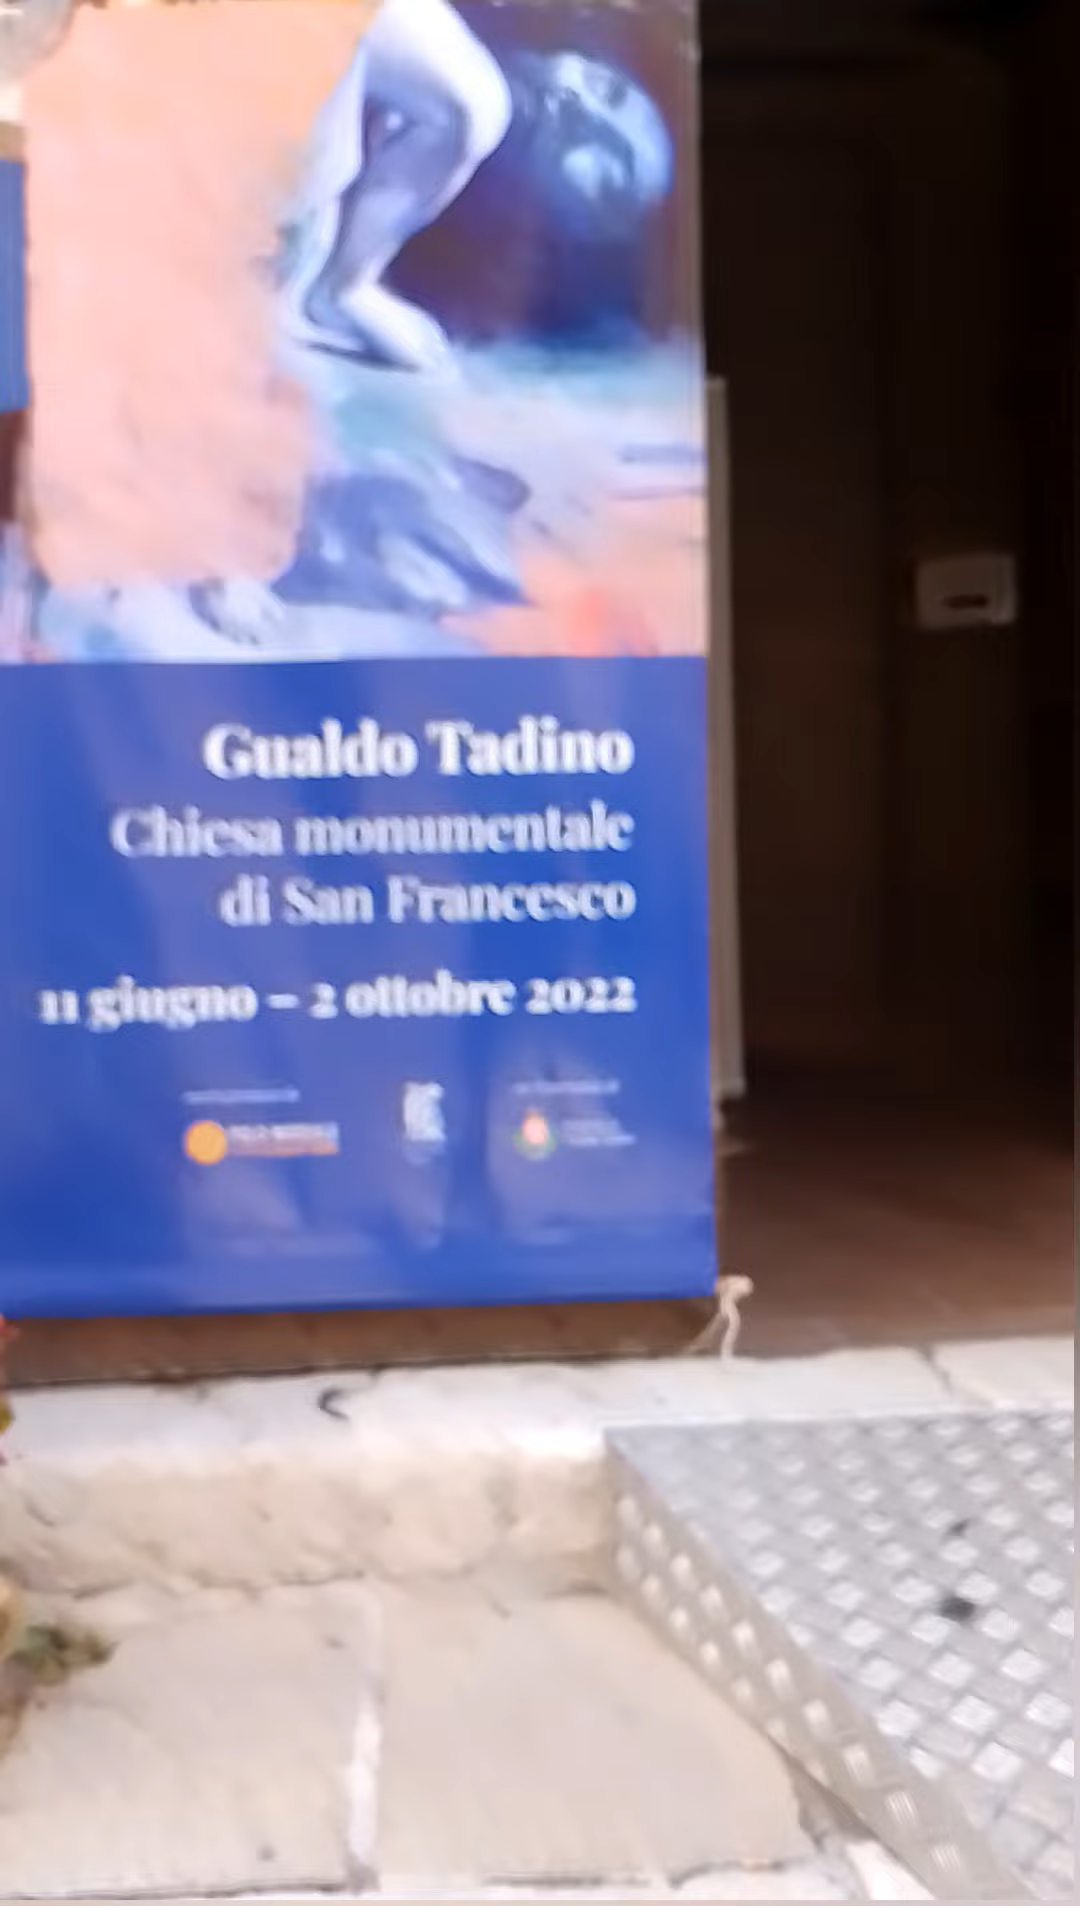 Gualdo Tadino
Chiesa monumentale
di San Francesco
11 giugno – 2 ottobre 2022